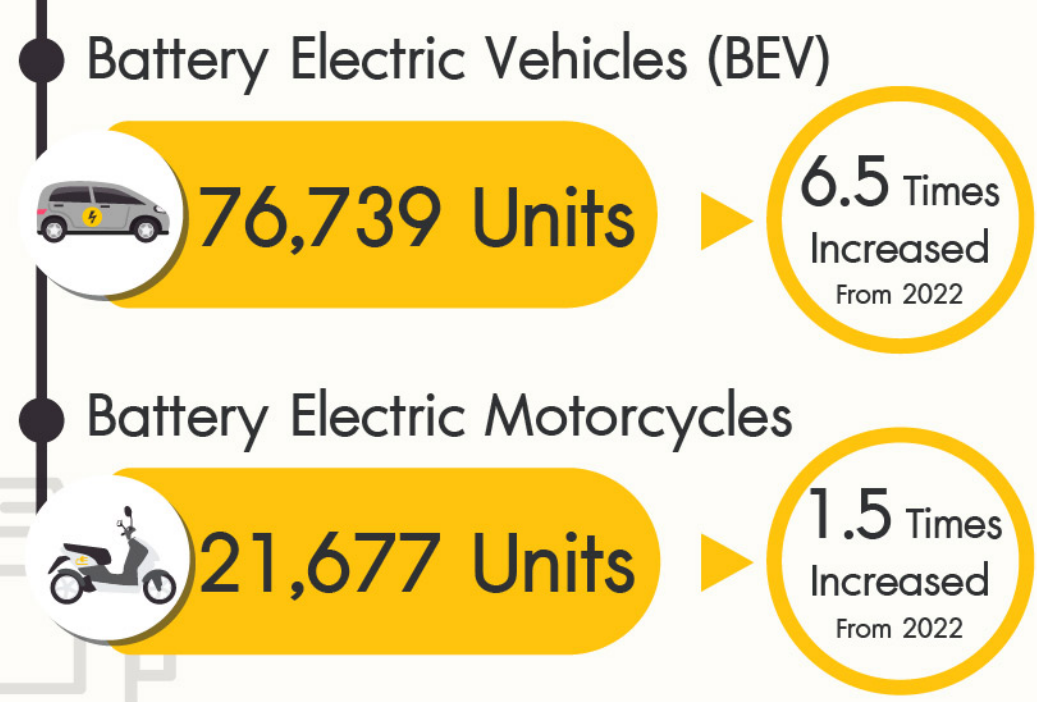 Battery Electric Vehicles (BEV)
76,739 Units
6.5 Times
Increased
From 2022
Battery Electric Motorcycles
21,677 Units
1.5 Times
Increased
From 2022